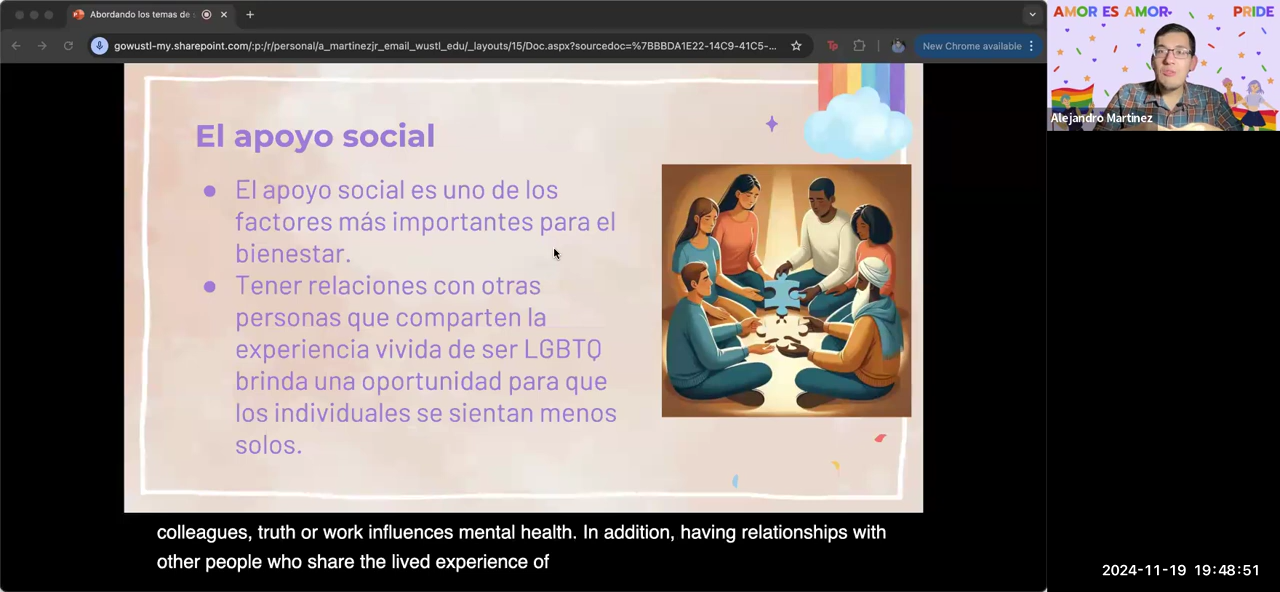 Abordando los temas de
gowustl-my.sharepoint.com/:p:/r/personal/a_martinezjr_email_wustl_edu/_layouts/15/Doc.aspx?sourcedoc=%7BBBDA1E22-14C9-41C5-...
Tp
New Chrome available
AMOR ES AMOR
PRIDE
Alejandro Martinez
El apoyo social
● El apoyo social es uno de los
factores más importantes para el
bienestar.
● Tener relaciones con otras
personas que comparten la
experiencia vivida de ser LGBTQ
brinda una oportunidad para que
los individuales se sientan menos
solos.
colleagues, truth or work influences mental health. In addition, having relationships with
other people who share the lived experience of
2024-11-19 19:48:51